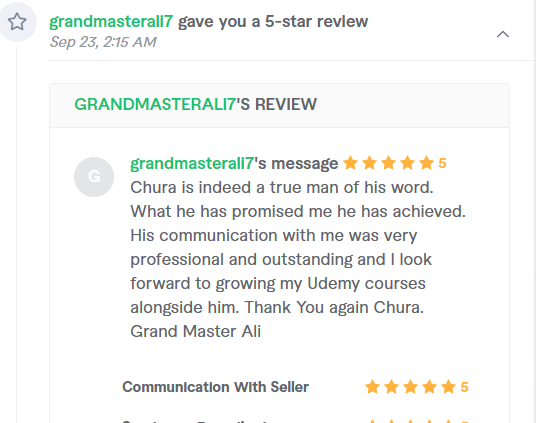 grandmasterali7 gave you a 5-star review
Sep 23, 2:15 AM
GRANDMASTERALI7'S REVIEW
G
grandmasterali7's message 5
Chura is indeed a true man of his word.
What he has promised me he has achieved.
His communication with me was very
professional and outstanding and I look
forward to growing my Udemy courses
alongside him. Thank You again Chura.
Grand Master Ali
Communication With Seller 5